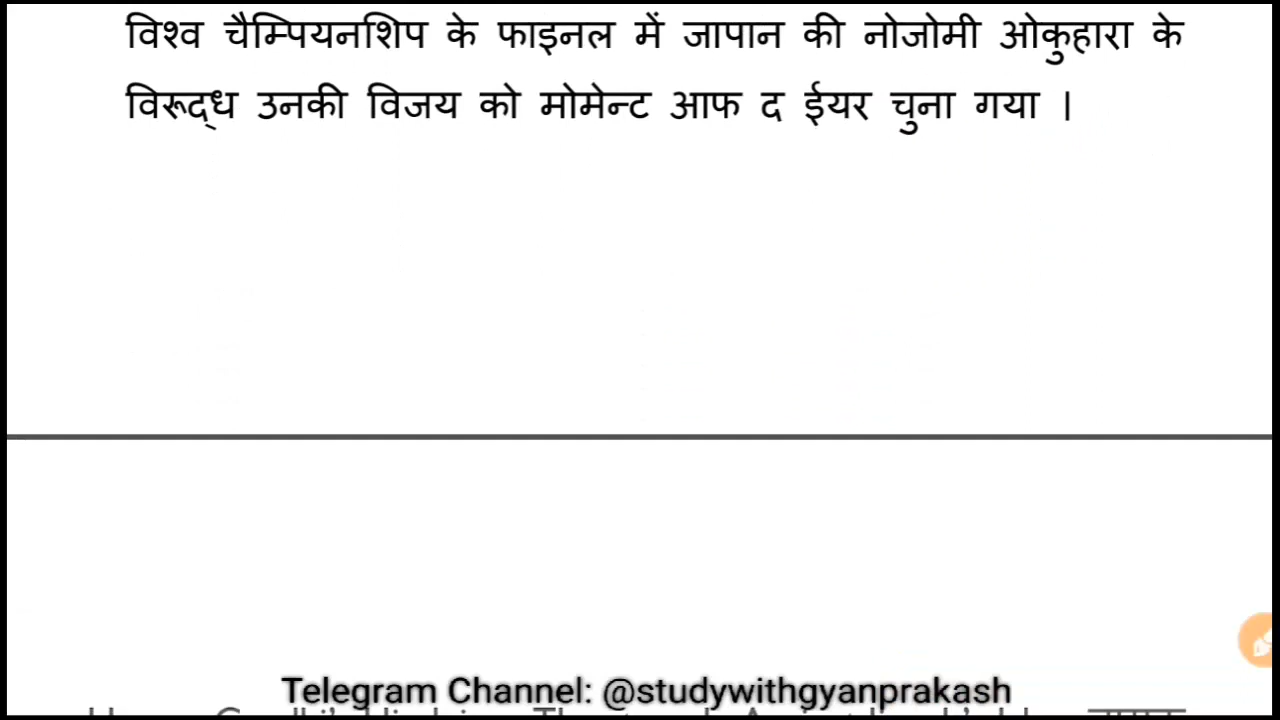 विश्व चैम्पियनशिप के फाइनल में जापान की नोजोमी ओकुहारा के
विरूद्ध उनकी विजय को मोमेन्ट आफ द ईयर चुना गया ।
Telegram Channel: @studywithgyanprakash